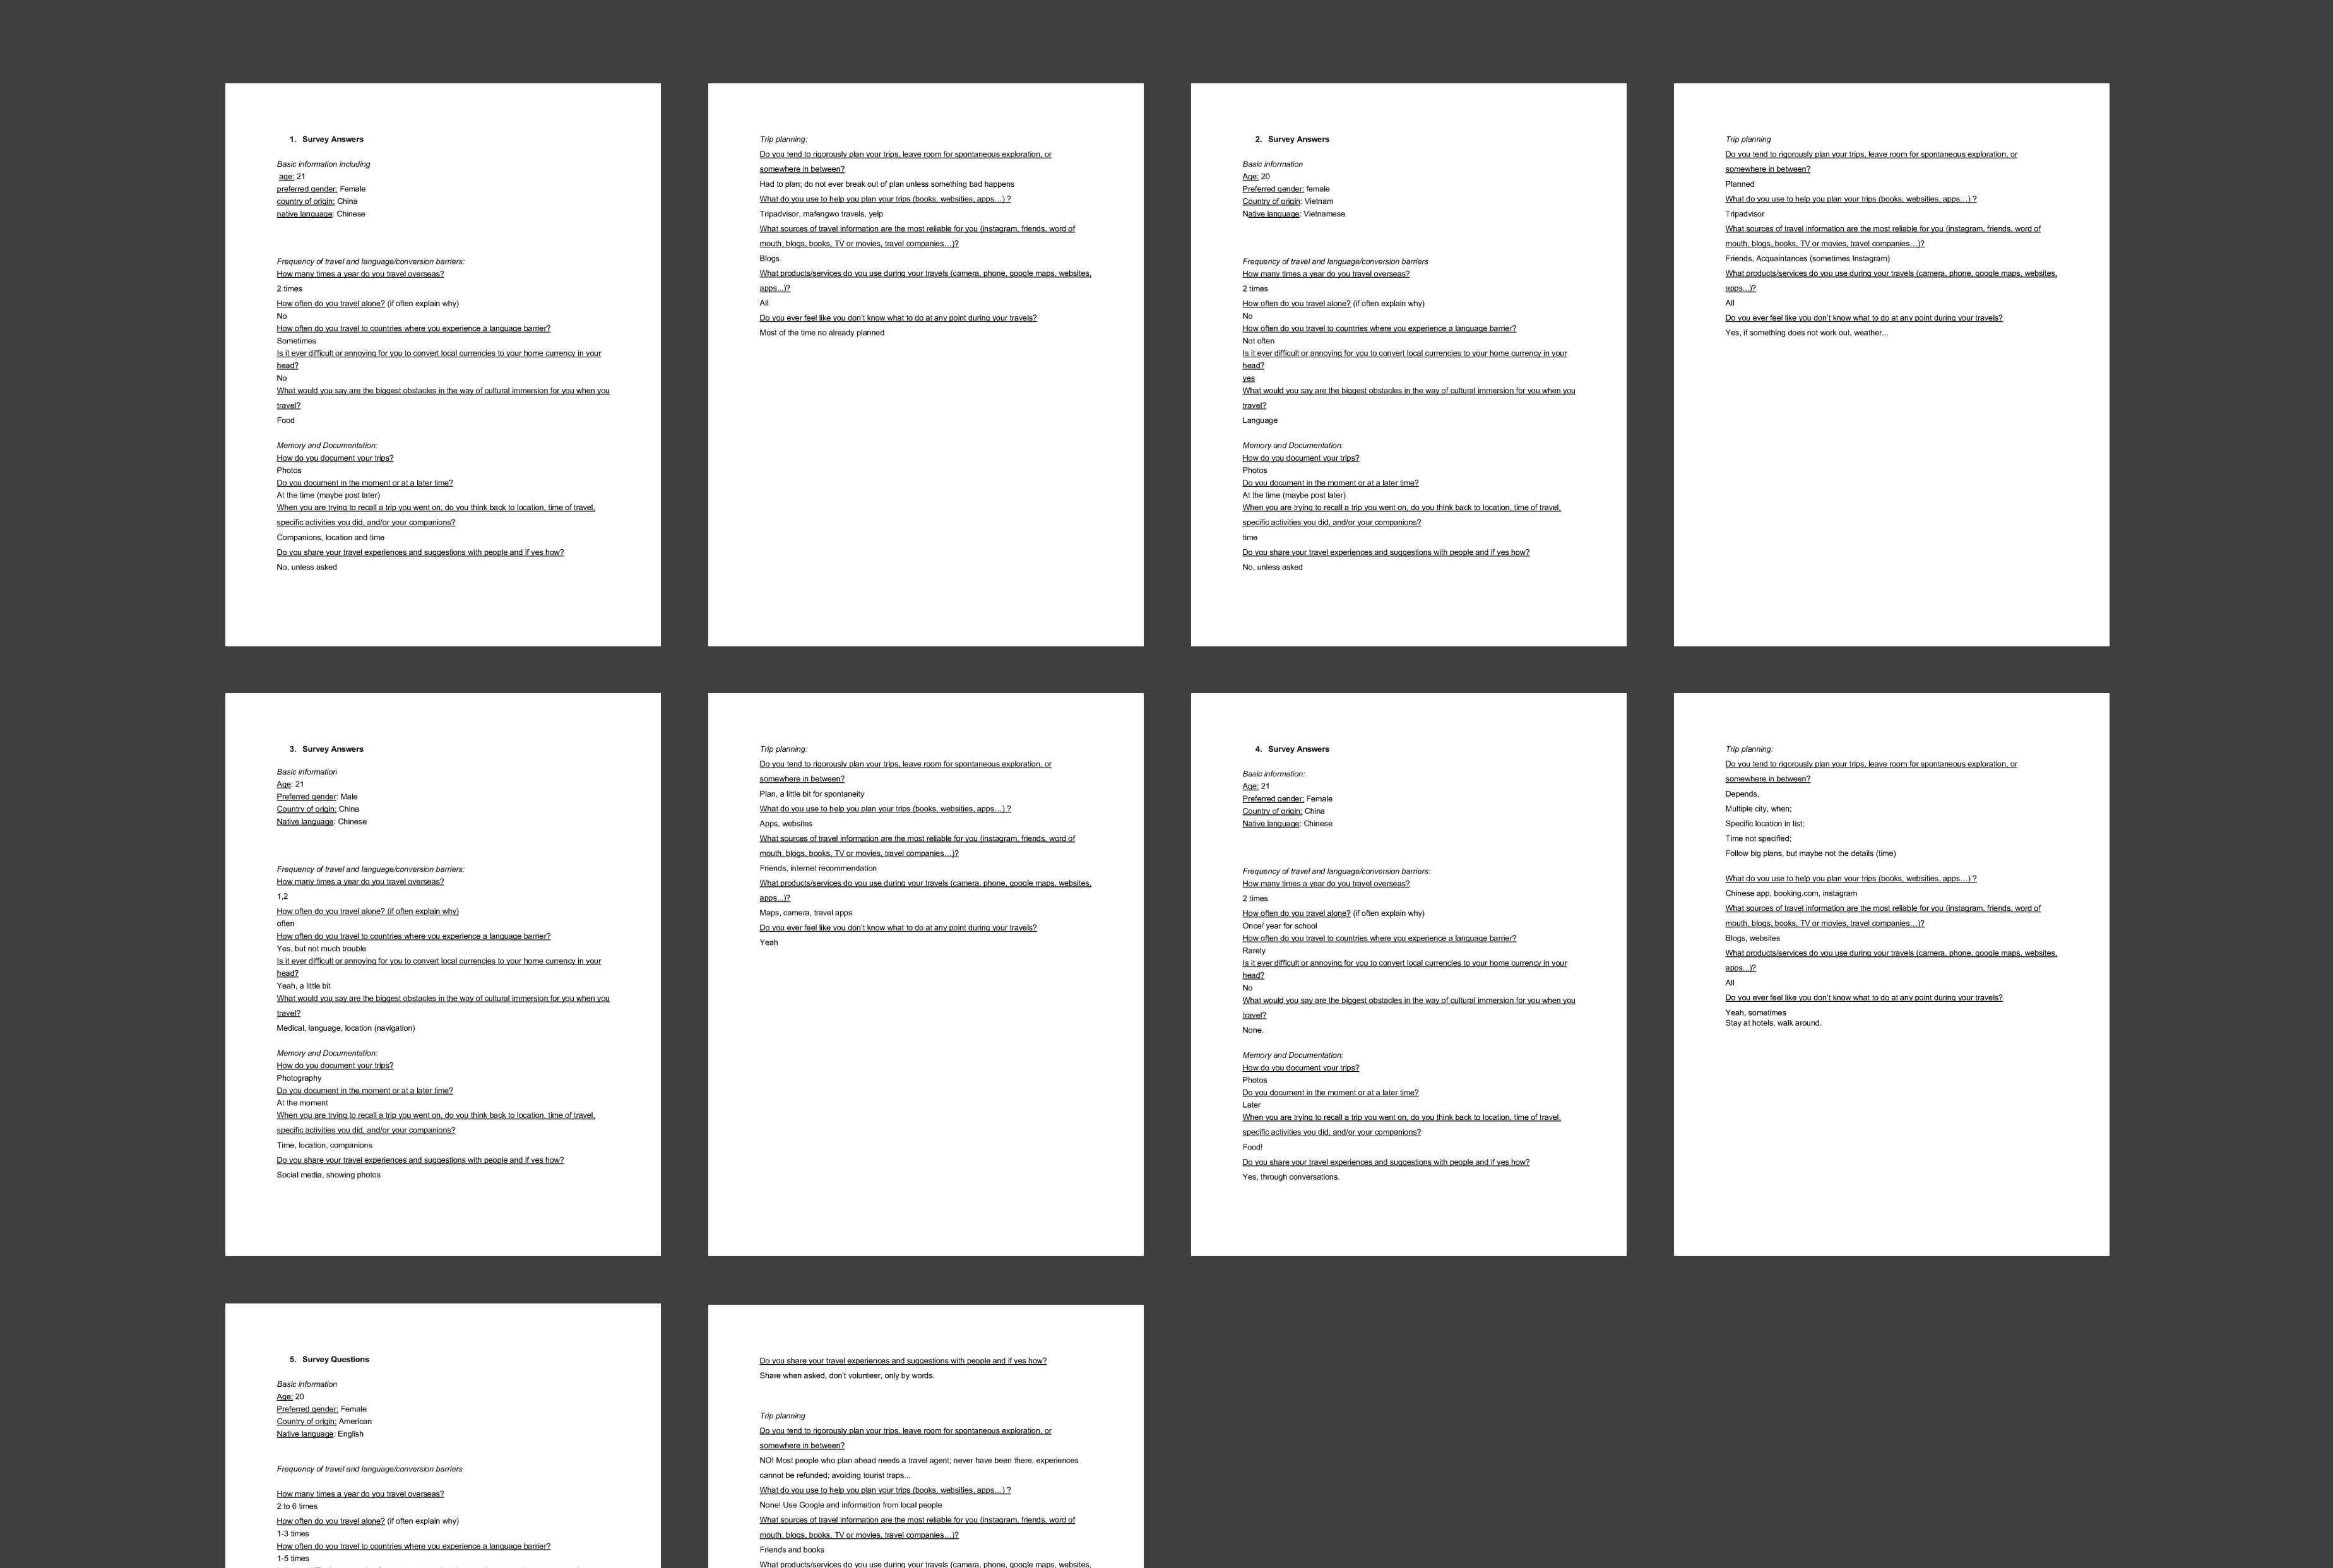 1. Survey Answers
Basic information including
age: 21
preferred gender: Female
country of origin: China
native language: Chinese
Frequency of travel and language/conversion barriers:
How many times a year do you travel overseas?
2 times
How often do you travel alone? (if often explain why)
No
How often do you travel to countries where you experience a language barrier?
Sometimes
Is it ever difficult or annoying for you to convert local currencies to your home currency in your
head?
No
What would you say are the biggest obstacles in the way of cultural immersion for you when you
travel?
Food
Memory and Documentation:
How do you document your trips?
Photos
Do you document in the moment or at a later time?
At the time (maybe post later)
When you are trying to recall a trip you went on, do you think back to location, time of travel,
specific activities you did, and/or your companions?
Companions, location and time
Do you share your travel experiences and suggestions with people and if yes how?
No, unless asked
Trip planning:
Do you tend to rigorously plan your trips, leave room for spontaneous exploration, or
somewhere in between?
Had to plan; do not ever break out of plan unless something bad happens
What do you use to help you plan your trips (books, websities, apps…) ?
Tripadvisor, mafengwo travels, yelp
What sources of travel information are the most reliable for you (instagram, friends, word of
mouth, blogs, books, TV or movies, travel companies…)?
Blogs
What products/services do you use during your travels (camera, phone, google maps, websites,
apps...)?
All
Do you ever feel like you don't know what to do at any point during your travels?
Most of the time no already planned
2. Survey Answers
Basic information
Age: 20
Preferred gender: female
Country of origin: Vietnam
Native language: Vietnamese
Frequency of travel and language/conversion barriers
How many times a year do you travel overseas?
2 times
How often do you travel alone? (if often explain why)
No
How often do you travel to countries where you experience a language barrier?
Not often
Is it ever difficult or annoying for you to convert local currencies to your home currency in your
head?
yes
What would you say are the biggest obstacles in the way of cultural immersion for you when you
travel?
Language
Memory and Documentation:
How do you document your trips?
Photos
Do you document in the moment or at a later time?
At the time (maybe post later)
When you are trying to recall a trip you went on, do you think back to location, time of travel,
specific activities you did, and/or your companions?
time
Do you share your travel experiences and suggestions with people and if yes how?
No, unless asked
Trip planning
Do you tend to rigorously plan your trips, leave room for spontaneous exploration, or
somewhere in between?
Planned
What do you use to help you plan your trips (books, websities, apps…) ?
Tripadvisor
What sources of travel information are the most reliable for you (instagram, friends, word of
mouth, blogs, books, TV or movies, travel companies…)?
Friends, Acquaintances (sometimes Instagram)
What products/services do you use during your travels (camera, phone, google maps, websites,
apps...)?
All
Do you ever feel like you don't know what to do at any point during your travels?
Yes, if something does not work out, weather...
3. Survey Answers
Basic information
Age: 21
Preferred gender: Male
Country of origin: China
Native language: Chinese
Frequency of travel and language/conversion barriers:
How many times a year do you travel overseas?
1,2
How often do you travel alone? (if often explain why)
often
How often do you travel to countries where you experience a language barrier?
Yes, but not much trouble
Is it ever difficult or annoying for you to convert local currencies to your home currency in your
head?
Yeah, a little bit
What would you say are the biggest obstacles in the way of cultural immersion for you when you
travel?
Medical, language, location (navigation)
Memory and Documentation:
How do you document your trips?
Photography
Do you document in the moment or at a later time?
At the moment
When you are trying to recall a trip you went on, do you think back to location, time of travel,
specific activities you did, and/or your companions?
Time, location, companions
Do you share your travel experiences and suggestions with people and if yes how?
Social media, showing photos
Trip planning:
Do you tend to rigorously plan your trips, leave room for spontaneous exploration, or
somewhere in between?
Plan, a little bit for spontaneity
What do you use to help you plan your trips (books, websities, apps…) ?
Apps, websites
What sources of travel information are the most reliable for you (instagram, friends, word of
mouth, blogs, books, TV or movies, travel companies…)?
Friends, internet recommendation
What products/services do you use during your travels (camera, phone, google maps, websites,
apps...)?
Maps, camera, travel apps
Do you ever feel like you don't know what to do at any point during your travels?
Yeah
4. Survey Answers
Basic information:
Age: 21
Preferred gender: Female
Country of origin: China
Native language: Chinese
Frequency of travel and language/conversion barriers:
How many times a year do you travel overseas?
2 times
How often do you travel alone? (if often explain why)
Once/ year for school
How often do you travel to countries where you experience a language barrier?
Rarely
Is it ever difficult or annoying for you to convert local currencies to your home currency in your
head?
No
What would you say are the biggest obstacles in the way of cultural immersion for you when you
travel?
None.
Memory and Documentation:
How do you document your trips?
Photos
Do you document in the moment or at a later time?
Later
When you are trying to recall a trip you went on, do you think back to location, time of travel,
specific activities you did, and/or your companions?
Food!
Do you share your travel experiences and suggestions with people and if yes how?
Yes, through conversations.
Trip planning:
Do you tend to rigorously plan your trips, leave room for spontaneous exploration, or
somewhere in between?
Depends,
Multiple city, when;
Specific location in list;
Time not specified;
Follow big plans, but maybe not the details (time)
What do you use to help you plan your trips (books, websities, apps…) ?
Chinese app, booking.com, instagram
What sources of travel information are the most reliable for you (instagram, friends, word of
mouth, blogs, books, TV or movies, travel companies…)?
Blogs, websites
What products/services do you use during your travels (camera, phone, google maps, websites,
apps...)?
All
Do you ever feel like you don't know what to do at any point during your travels?
Yeah, sometimes
Stay at hotels, walk around.
5. Survey Questions
Basic information
Age: 20
Preferred gender: Female
Country of origin: American
Native language: English
Frequency of travel and language/conversion barriers
How many times a year do you travel overseas?
2 to 6 times
How often do you travel alone? (if often explain why)
1-3 times
How often do you travel to countries where you experience a language barrier?
1-5 times
Do you share your travel experiences and suggestions with people and if yes how?
Share when asked, don't volunteer, only by words.
Trip planning
Do you tend to rigorously plan your trips, leave room for spontaneous exploration, or
somewhere in between?
NO! Most people who plan ahead needs a travel agent; never have been there, experiences
cannot be refunded; avoiding tourist traps...
What do you use to help you plan your trips (books, websities, apps…) ?
None! Use Google and information from local people
What sources of travel information are the most reliable for you (instagram, friends, word of
mouth, blogs, books, TV or movies, travel companies…)?
Friends and books
What products/services do you use during your travels (camera, phone, google maps, websites,